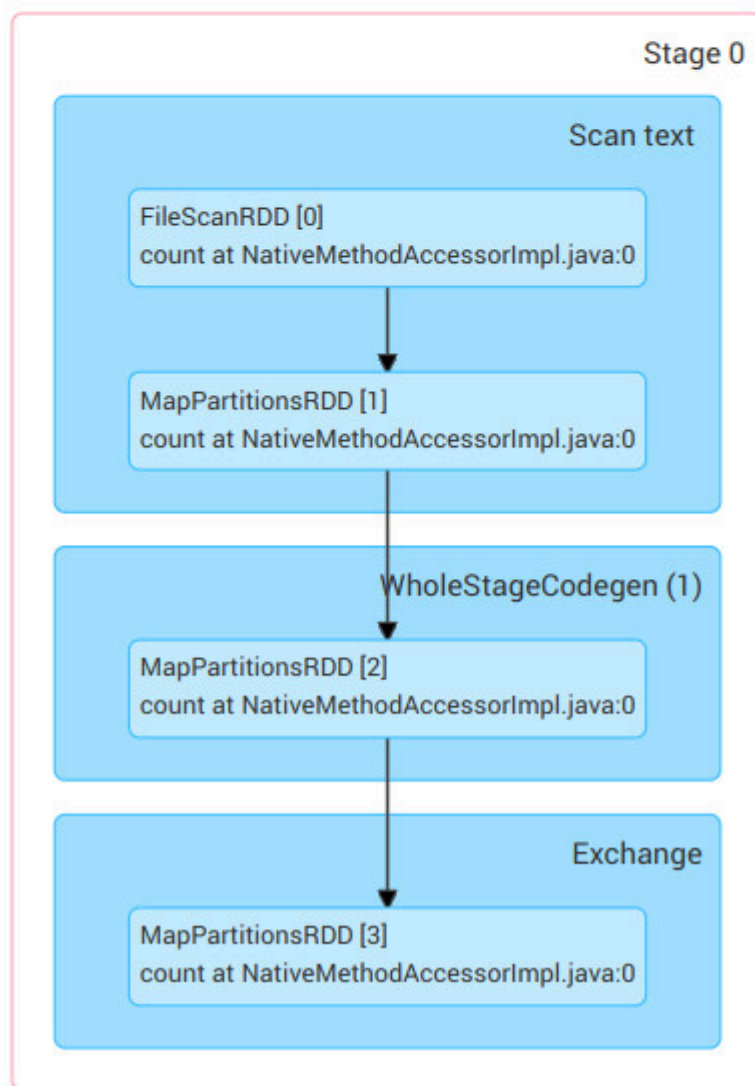 Stage 0
Scan text
FileScanRDD [0]
count at NativeMethodAccessorImpl.java:0
MapPartitionsRDD [1]
count at NativeMethodAccessorImpl.java:0
WholeStageCodegen (1)
MapPartitionsRDD [2]
count at NativeMethodAccessorImpl.java:0
Exchange
MapPartitionsRDD [3]
count at NativeMethodAccessorImpl.java:0